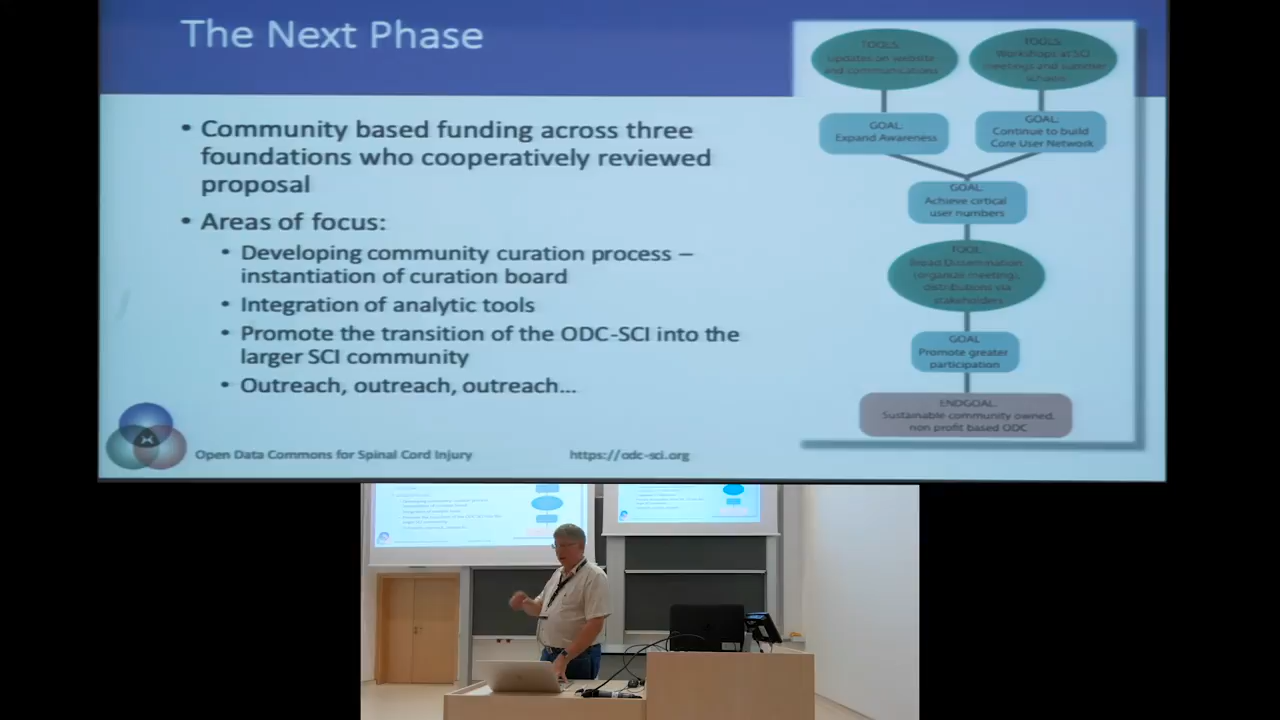 The Next Phase
• Community based funding across three
foundations who cooperatively reviewed
proposal
• Areas of focus:
• Developing community curation process –
instantiation of curation board
• Integration of analytic tools
• Promote the transition of the ODC-SCI into the
larger SCI community
• Outreach, outreach, outreach...
Open Data Commons for Spinal Cord Injury
https://odc-sci.org
TOOLS:
Updates on website
and communications
TOOLS:
Workshops at SCI
meetings and summer
schools
GOAL:
Expand Awareness
GOAL:
Continue to build
Core User Network
GOAL:
Achieve cirtical
user numbers
TOOL:
Broad Dissemination
(organize meeting,
distributions via
stakeholders
GOAL
Promote greater
participation
ENDGOAL:
Sustainable community owned,
non profit based ODC